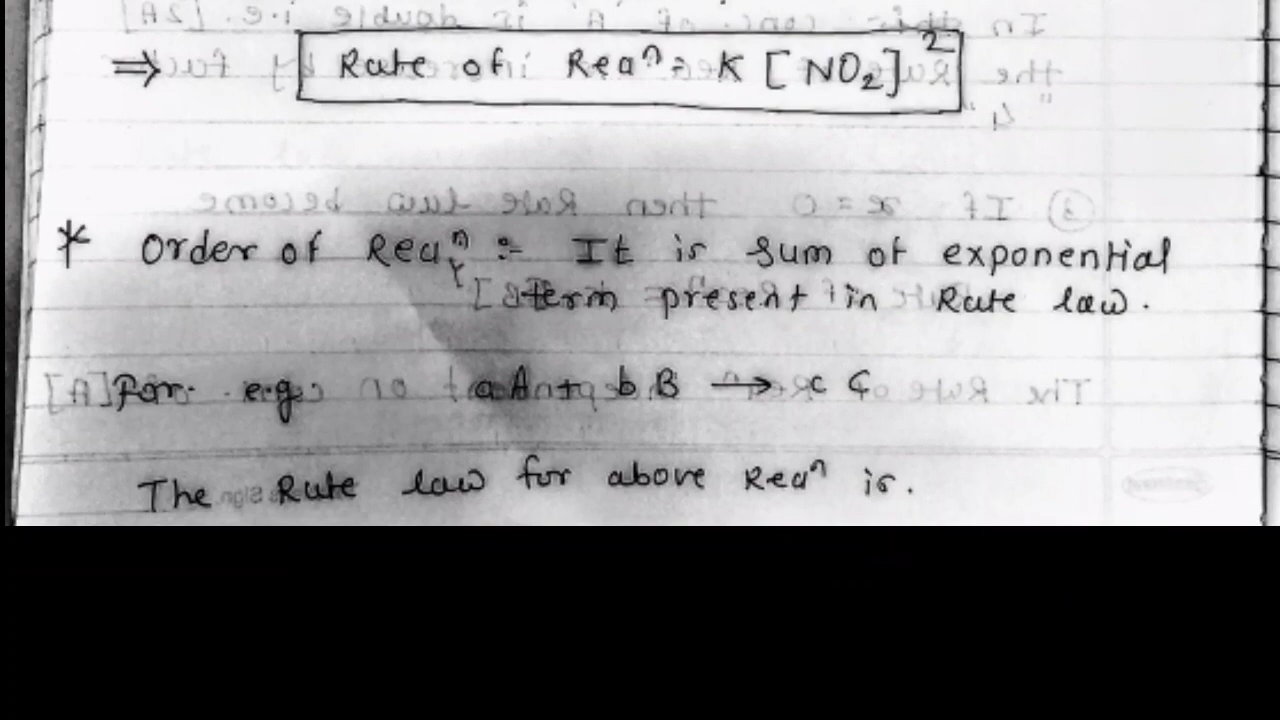 ⇒ Rate of Reaⁿ = K [NO₂]²
* Order of Reaⁿ :- It is sum of exponential
term present in Rate law.
For e.g. aA + bB → cC
The Rate law for above Reaⁿ is.